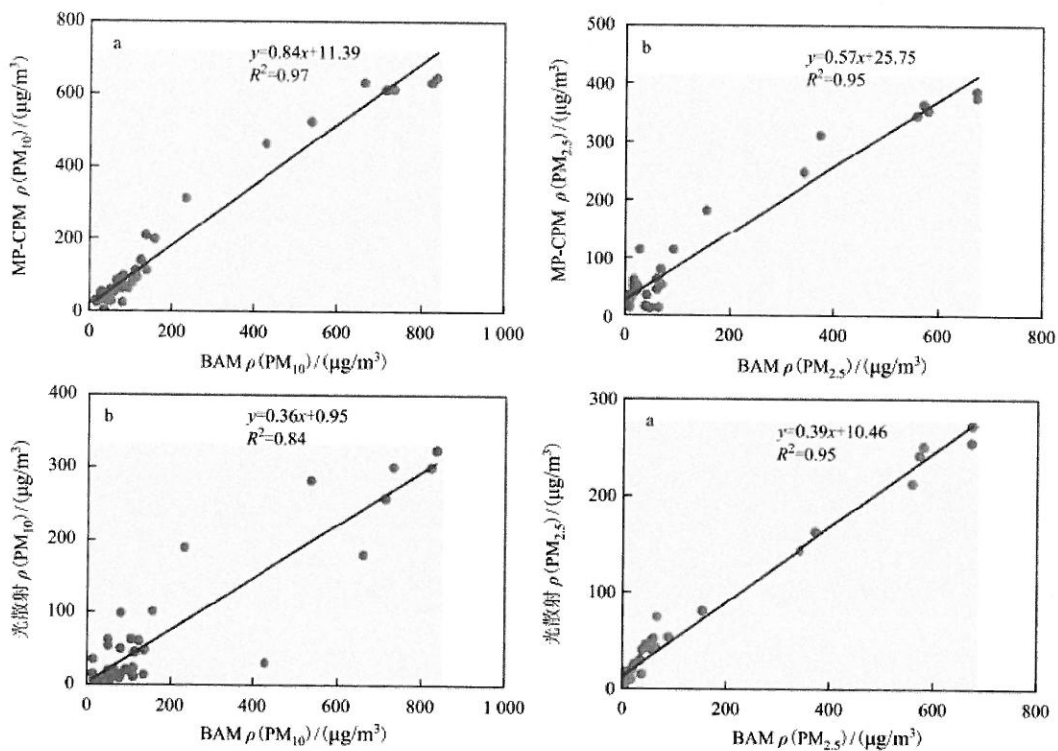 800
600
400
200
0
MP-CPM ρ(PM₁₀)/(μg/m³)
a
y=0.84x+11.39
R²=0.97
0 200 400 600 800 1 000
BAM ρ(PM₁₀)/(μg/m³)
500
400
300
200
100
0
MP-CPM ρ(PM₂.₅)/(μg/m³)
b
y=0.57x+25.75
R²=0.95
0 200 400 600 800
BAM ρ(PM₂.₅)/(μg/m³)
400
300
200
100
0
光散射 ρ(PM₁₀)/(μg/m³)
b
y=0.36x+0.95
R²=0.84
0 200 400 600 800 1 000
BAM ρ(PM₁₀)/(μg/m³)
300
200
100
0
光散射 ρ(PM₂.₅)/(μg/m³)
a
y=0.39x+10.46
R²=0.95
0 200 400 600 800
BAM ρ(PM₂.₅)/(μg/m³)